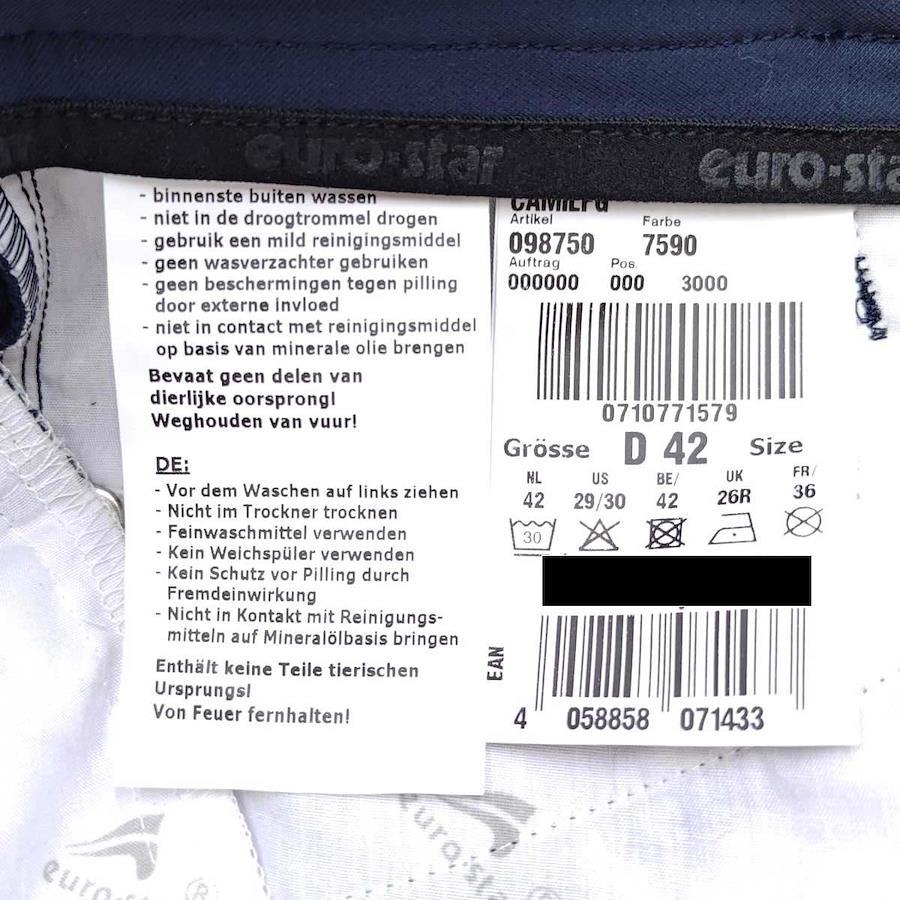 euro-star
euro-star
- binnenste buiten wassen
- niet in de droogtrommel drogen
- gebruik een mild reinigingsmiddel
- geen wasverzachter gebruiken
- geen beschermingen tegen pilling
door externe invloed
- niet in contact met reinigingsmiddel
op basis van minerale olie brengen
Bevaat geen delen van
dierlijke oorsprong!
Weghouden van vuur!
DE:
- Vor dem Waschen auf links ziehen
- Nicht im Trockner trocknen
- Feinwaschmittel verwenden
- Kein Weichspüler verwenden
- Kein Schutz vor Pilling durch
Fremdeinwirkung
- Nicht in Kontakt mit Reinigungs-
mitteln auf Mineralölbasis bringen
Enthält keine Teile tierischen
Ursprungs!
Von Feuer fernhalten!
CAMIEFG
Artikel Farbe
098750 7590
Auftrag Pos.
000000 000 3000
0710771579
Grösse D 42 Size
NL US BE/ UK FR/
42 29/30 42 26R 36
30
EAN
4 058858 071433
euro-star ®
euro-star